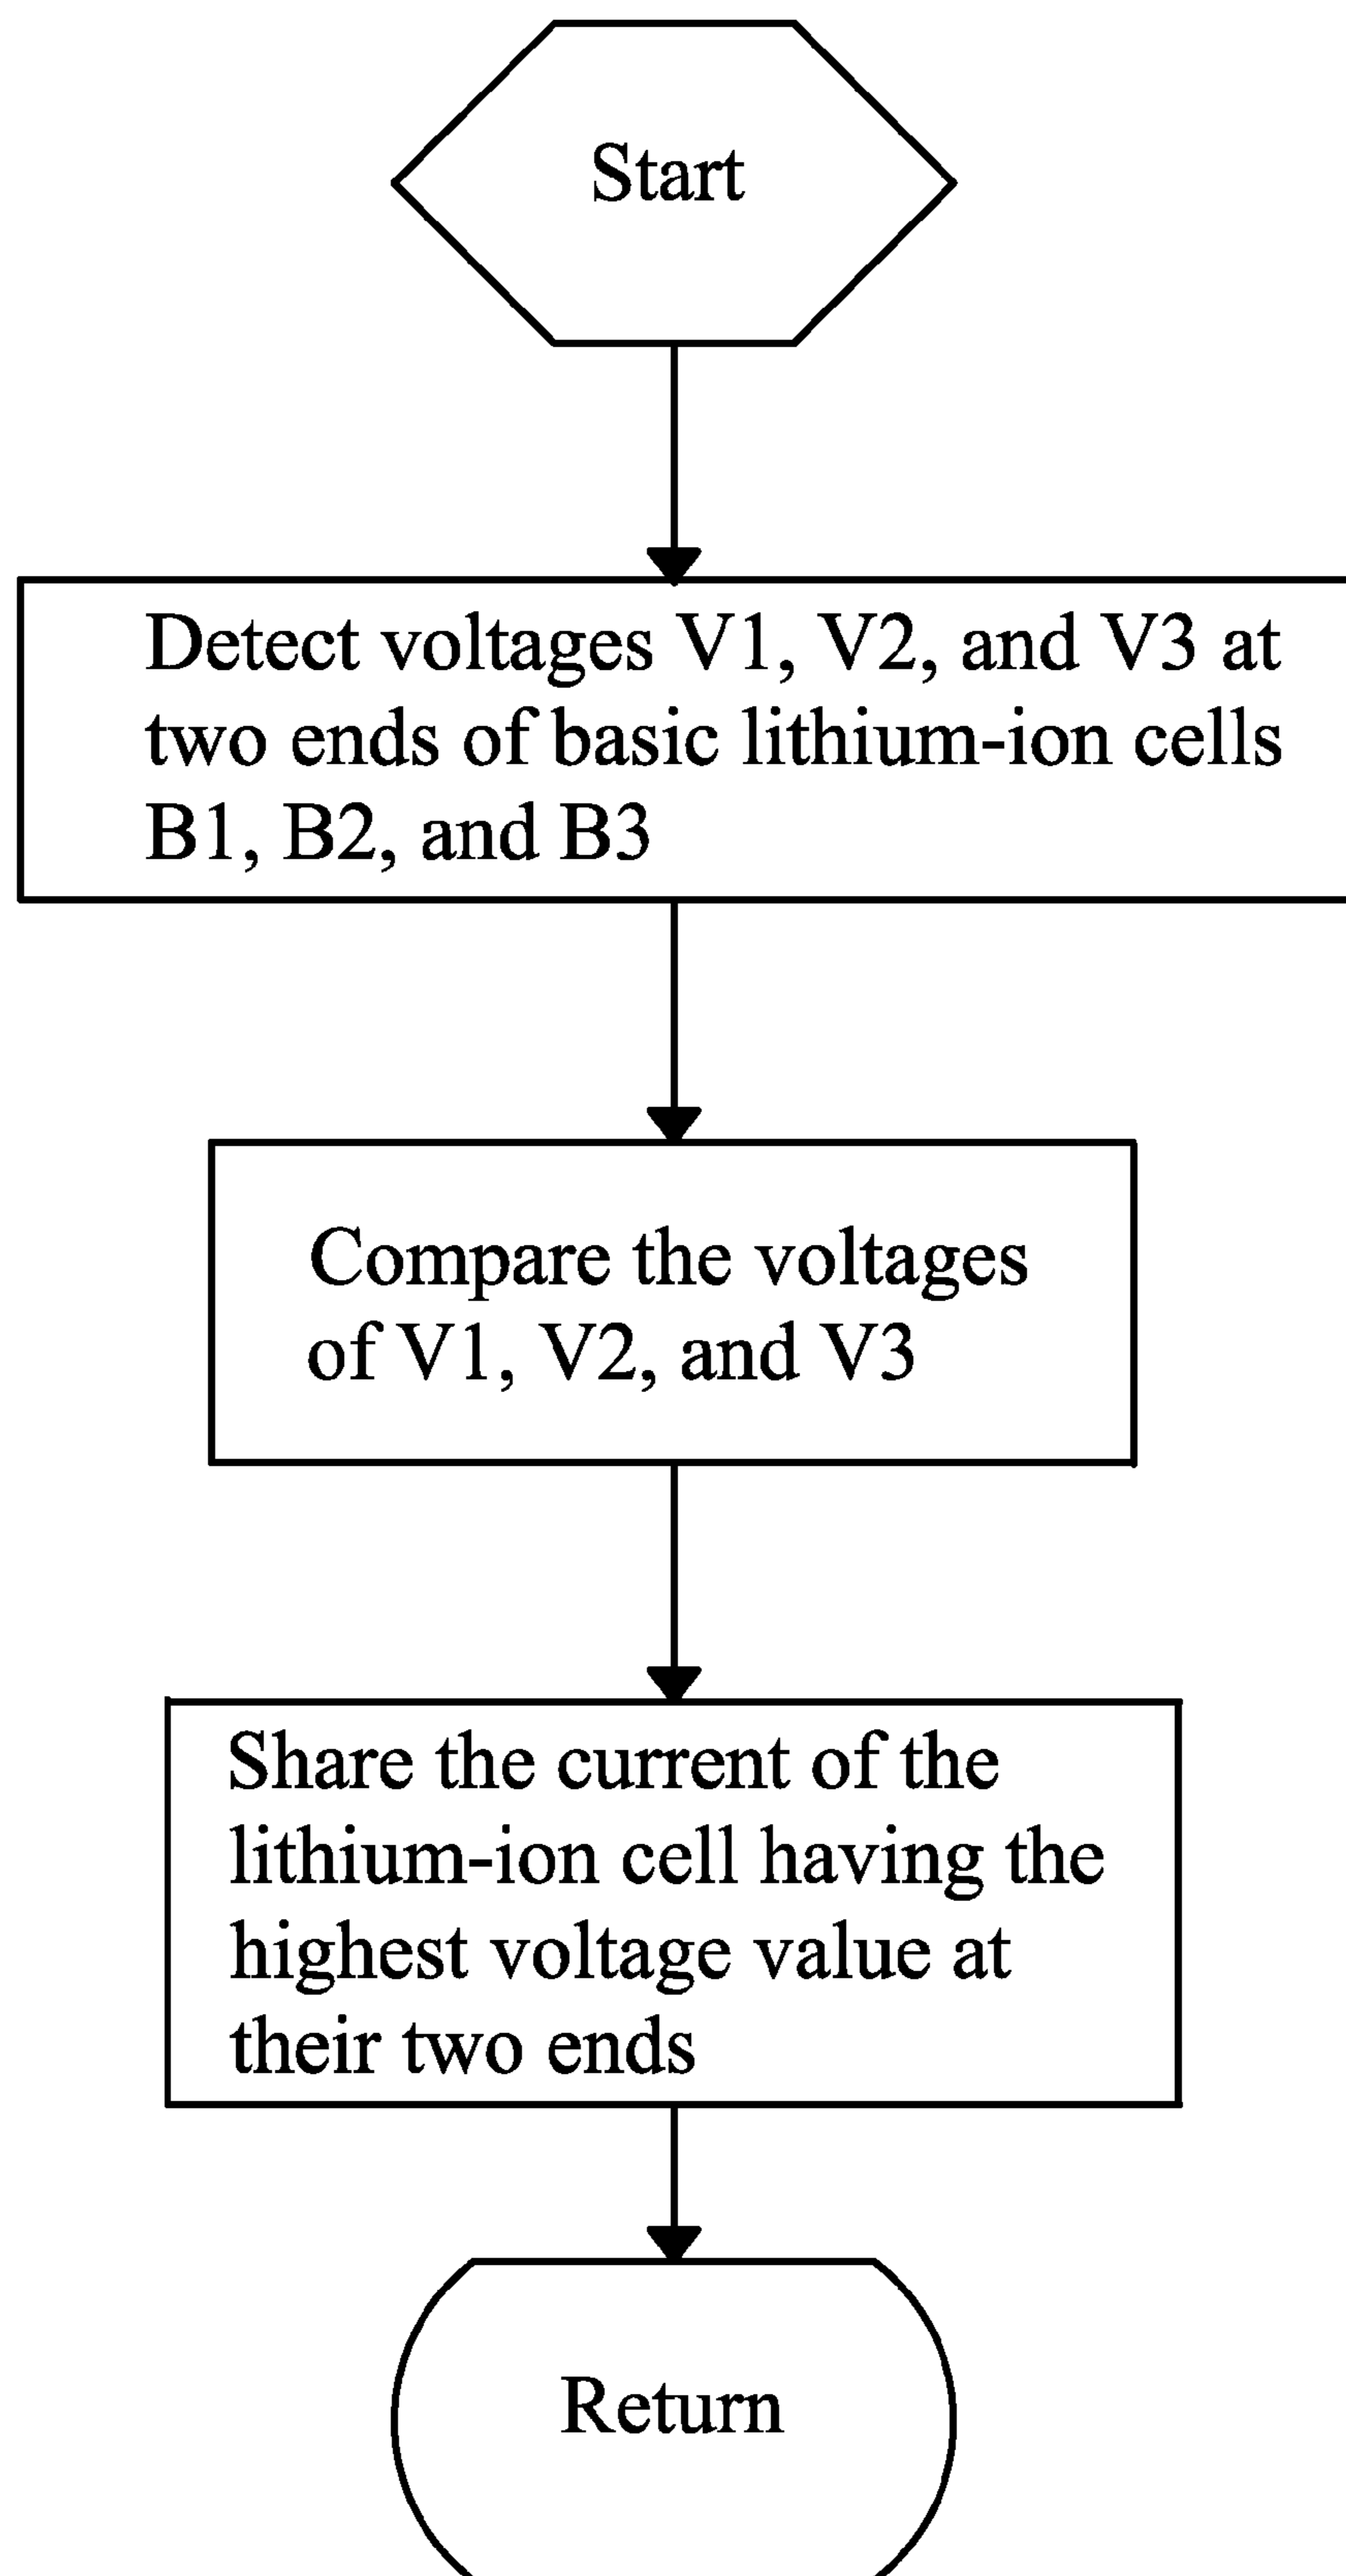 Start
Detect voltages V1, V2, and V3 at
two ends of basic lithium-ion cells
B1, B2, and B3
Compare the voltages
of V1, V2, and V3
Share the current of the
lithium-ion cell having the
highest voltage value at
their two ends
Return